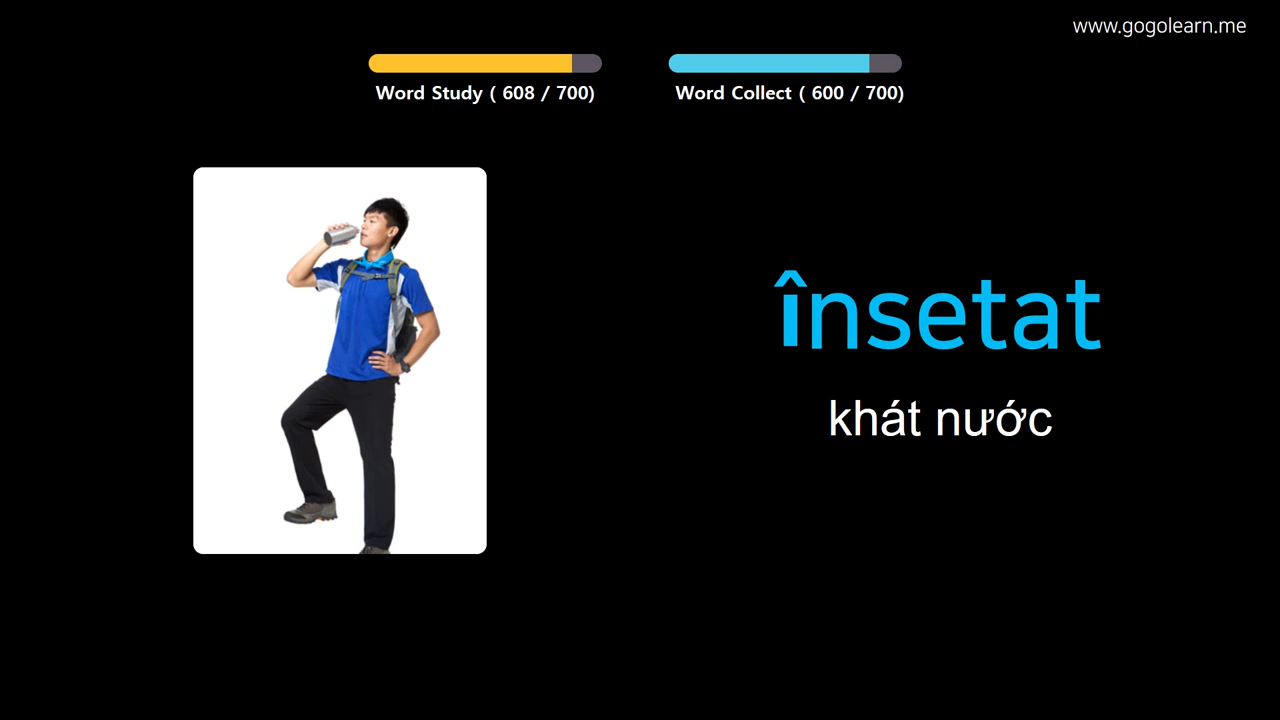 www.gogolearn.me
Word Study ( 608 / 700)
Word Collect ( 600 / 700)
însetat
khát nước